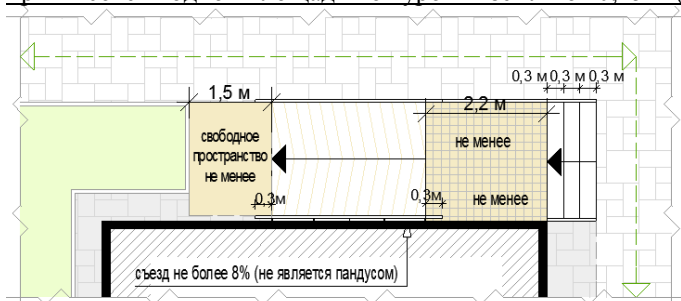 0,3 м 0,3 м 0,3 м
1,5 м
2,2 м
свободное
пространство
не менее
не менее
не менее
0,3м
0,3м
съезд не более 8% (не является пандусом)